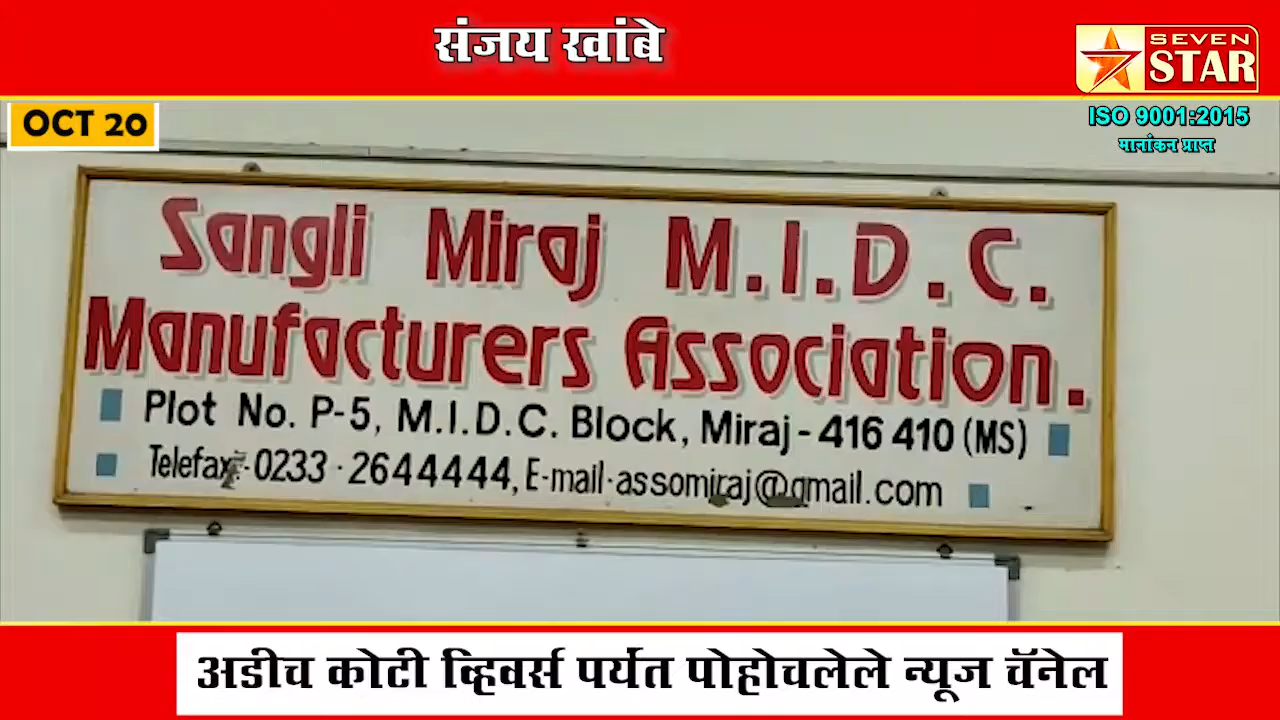 संजय खांबे
SEVEN
STAR
ISO 9001:2015
मानांकन प्राप्त
OCT 20
Sangli Miraj M.I.D.C.
Manufacturers Association.
Plot No. P-5, M.I.D.C. Block, Miraj - 416 410 (MS)
Telefax:-0233 - 2644444, E-mail-assomiraj@gmail.com
अडीच कोटी व्हिवर्स पर्यंत पोहोचलेले न्यूज चॅनेल